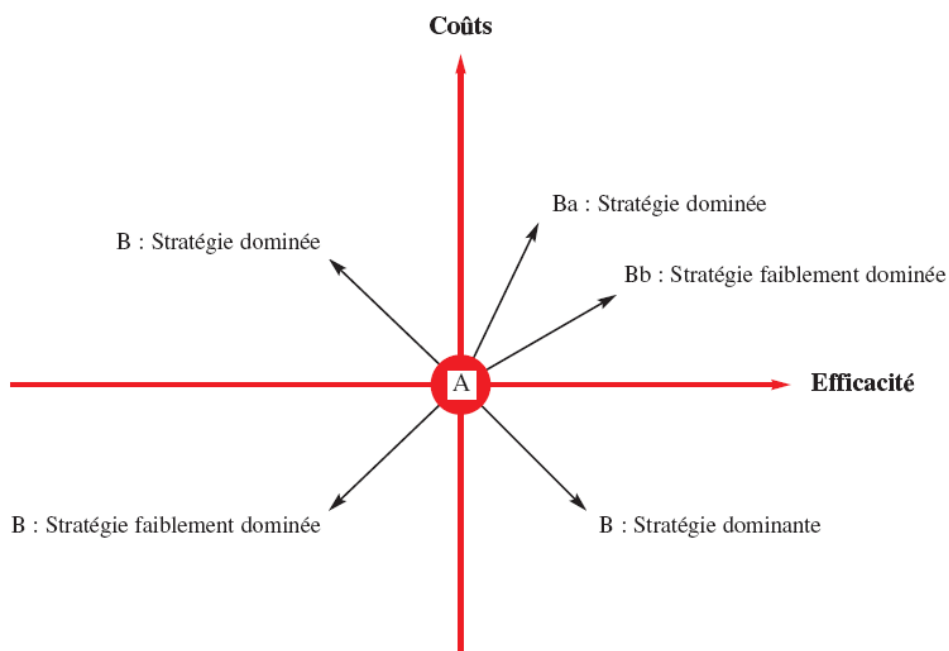 Coûts
Ba : Stratégie dominée
B : Stratégie dominée
Bb : Stratégie faiblement dominée
A
Efficacité
B : Stratégie faiblement dominée
B : Stratégie dominante